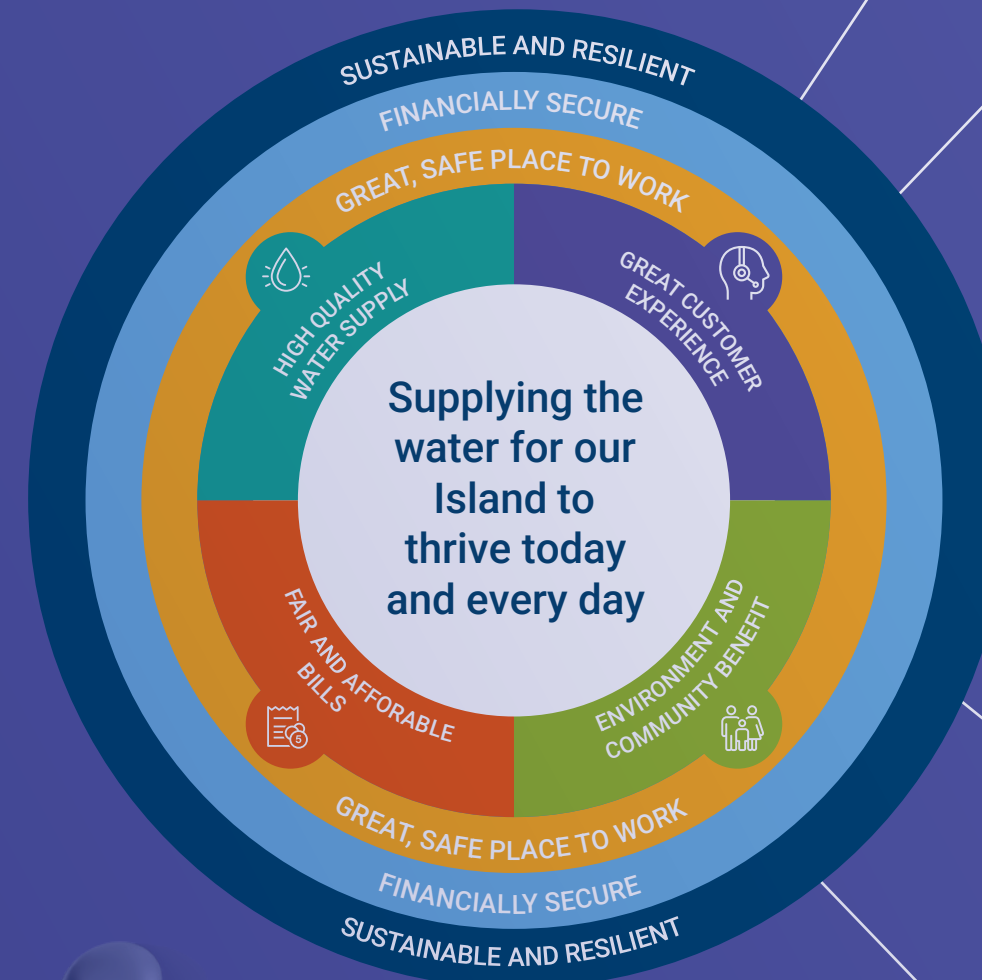 SUSTAINABLE AND RESILIENT
FINANCIALLY SECURE
GREAT, SAFE PLACE TO WORK
HIGH QUALITY
WATER SUPPLY
GREAT CUSTOMER
EXPERIENCE
Supplying the
water for our
Island to
thrive today
and every day
FAIR AND AFFORABLE
BILLS
5
ENVIRONMENT AND
COMMUNITY BENEFIT
GREAT, SAFE PLACE TO WORK
FINANCIALLY SECURE
SUSTAINABLE AND RESILIENT